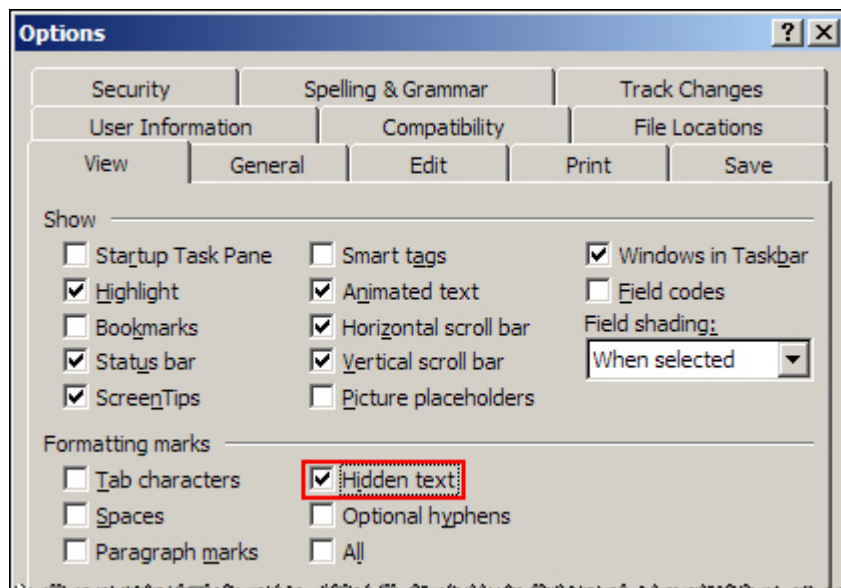 Options
Security Spelling & Grammar Track Changes
User Information Compatibility File Locations
View General Edit Print Save
Show
Startup Task Pane Smart tags Windows in Taskbar
Highlight Animated text Field codes
Bookmarks Horizontal scroll bar Field shading:
Status bar Vertical scroll bar When selected
ScreenTips Picture placeholders
Formatting marks
Tab characters Hidden text
Spaces Optional hyphens
Paragraph marks All